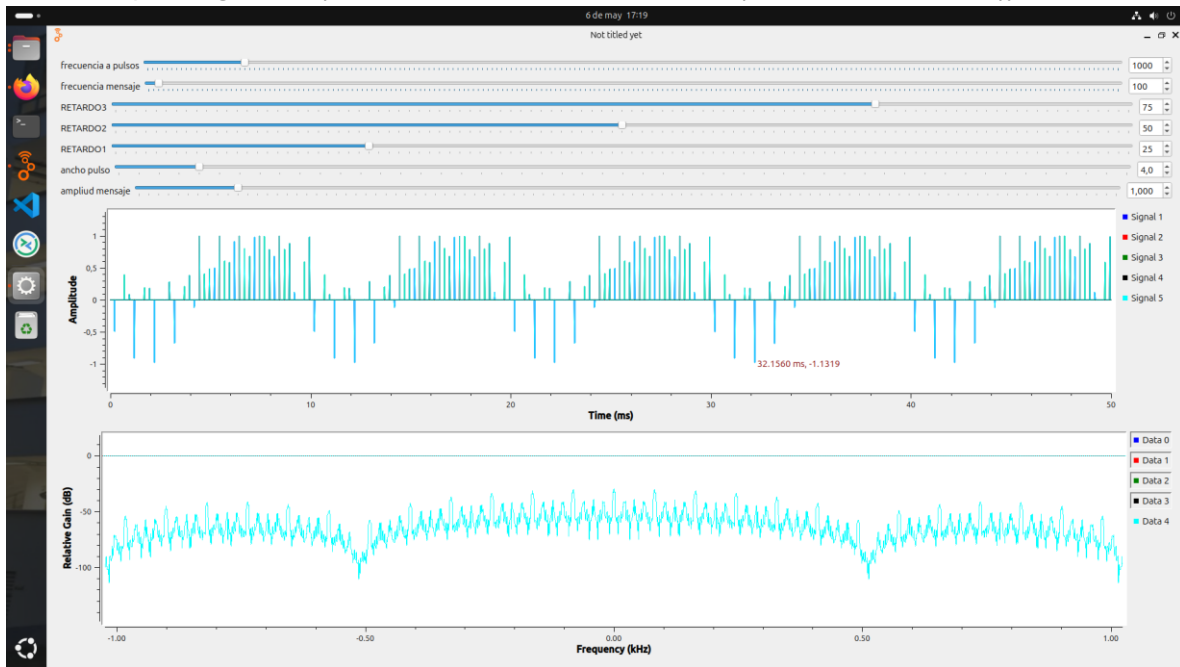 6 de may 17:19
Not titled yet
frecuencia a pulsos 1000
frecuencia mensaje 100
RETARDO3 75
RETARDO2 50
RETARDO1 25
ancho pulso 4,0
ampliud mensaje 1,000
Signal 1
Signal 2
Signal 3
Signal 4
Signal 5
Amplitude
1
0,5
0
-0,5
-1
32.1560 ms, -1.1319
0 10 20 30 40 50
Time (ms)
Data 0
Data 1
Data 2
Data 3
Data 4
Relative Gain (dB)
0
-50
-100
-1.00 -0.50 0.00 0.50 1.00
Frequency (kHz)